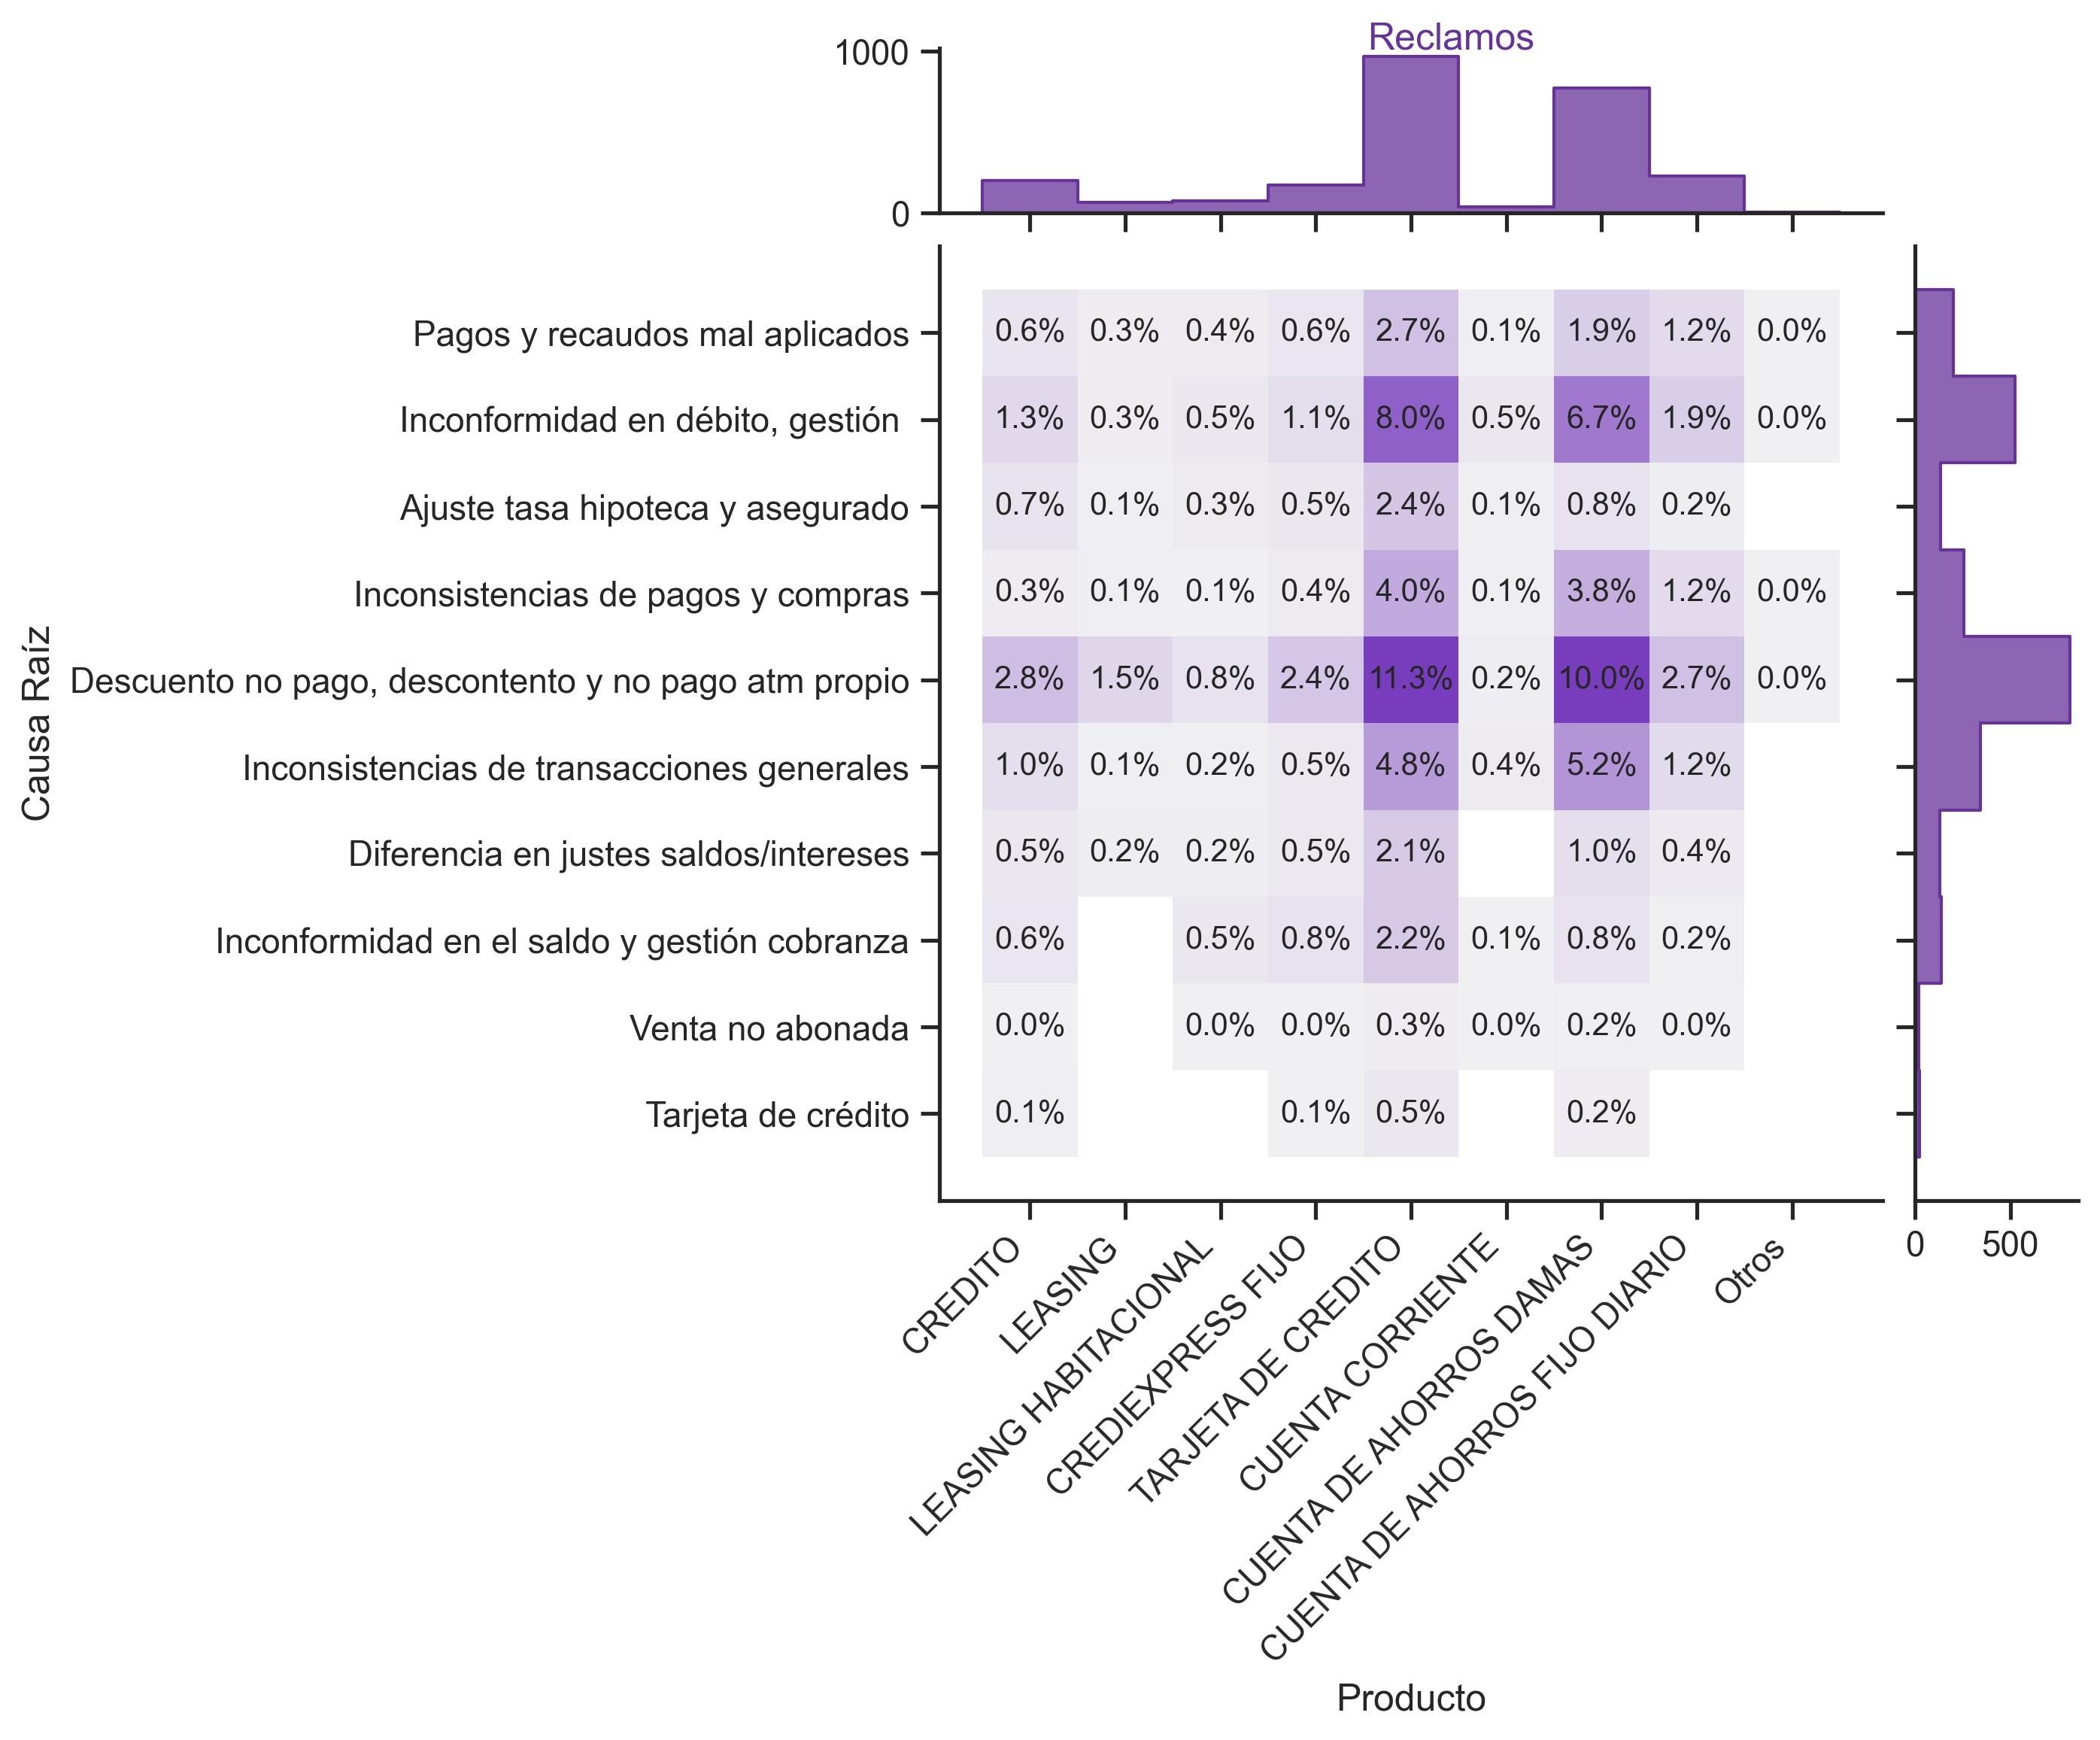 Reclamos
1000
0
Causa Raíz
Pagos y recaudos mal aplicados 0.6% 0.3% 0.4% 0.6% 2.7% 0.1% 1.9% 1.2% 0.0%
Inconformidad en débito, gestión 1.3% 0.3% 0.5% 1.1% 8.0% 0.5% 6.7% 1.9% 0.0%
Ajuste tasa hipoteca y asegurado 0.7% 0.1% 0.3% 0.5% 2.4% 0.1% 0.8% 0.2%
Inconsistencias de pagos y compras 0.3% 0.1% 0.1% 0.4% 4.0% 0.1% 3.8% 1.2% 0.0%
Descuento no pago, descontento y no pago atm propio 2.8% 1.5% 0.8% 2.4% 11.3% 0.2% 10.0% 2.7% 0.0%
Inconsistencias de transacciones generales 1.0% 0.1% 0.2% 0.5% 4.8% 0.4% 5.2% 1.2%
Diferencia en justes saldos/intereses 0.5% 0.2% 0.2% 0.5% 2.1% 1.0% 0.4%
Inconformidad en el saldo y gestión cobranza 0.6% 0.5% 0.8% 2.2% 0.1% 0.8% 0.2%
Venta no abonada 0.0% 0.0% 0.0% 0.3% 0.0% 0.2% 0.0%
Tarjeta de crédito 0.1% 0.1% 0.5% 0.2%
0 500
CREDITO
LEASING
LEASING HABITACIONAL
CREDIEXPRESS FIJO
TARJETA DE CREDITO
CUENTA CORRIENTE
CUENTA DE AHORROS DAMAS
CUENTA DE AHORROS FIJO DIARIO
Otros
Producto